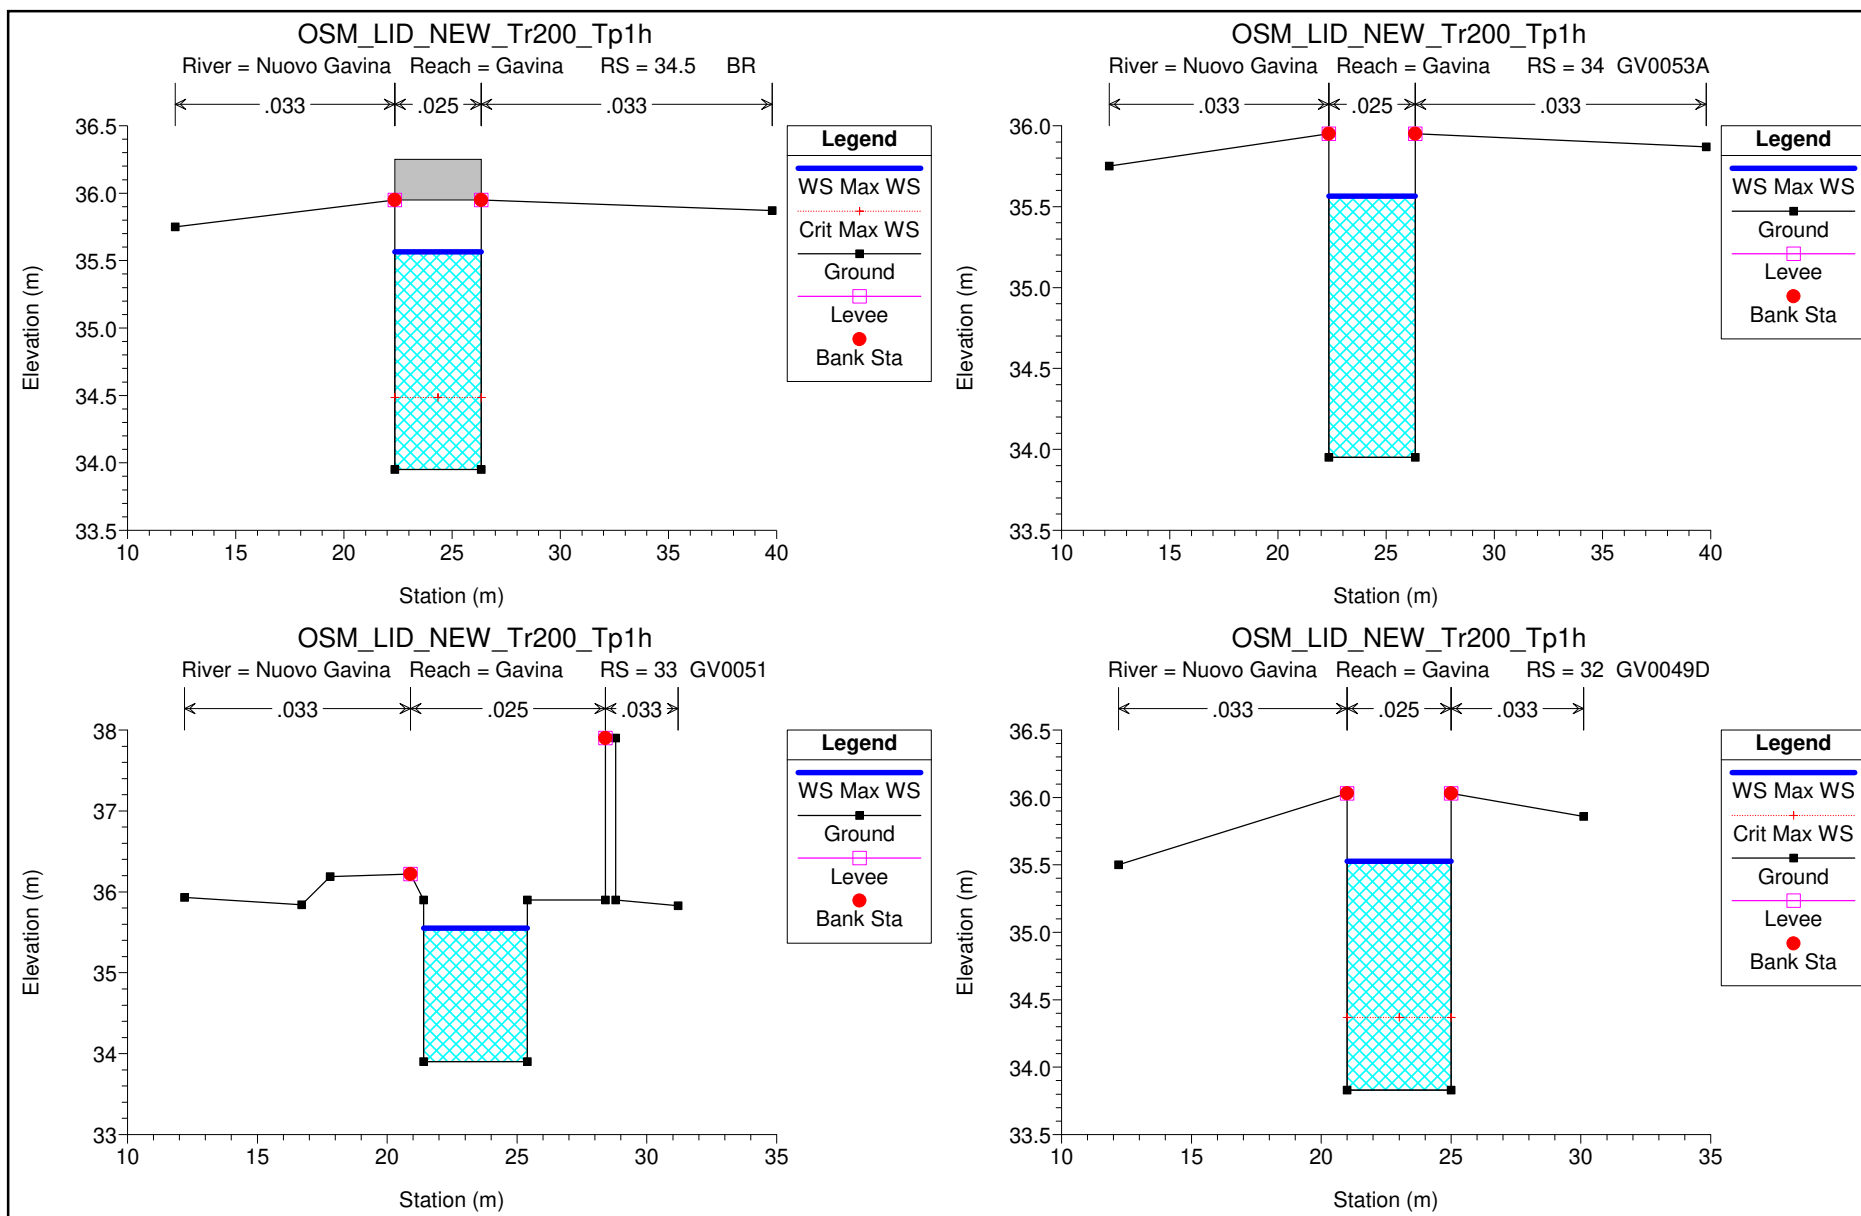 OSM_LID_NEW_Tr200_Tp1h
River = Nuovo Gavina Reach = Gavina RS = 34.5 BR
.033 .025 .033
36.5
36.0
35.5
35.0
34.5
34.0
33.5
10 15 20 25 30 35 40
Elevation (m)
Station (m)
Legend
WS Max WS
Crit Max WS
Ground
Levee
Bank Sta
OSM_LID_NEW_Tr200_Tp1h
River = Nuovo Gavina Reach = Gavina RS = 34 GV0053A
.033 .025 .033
36.0
35.5
35.0
34.5
34.0
33.5
10 15 20 25 30 35 40
Elevation (m)
Station (m)
Legend
WS Max WS
Ground
Levee
Bank Sta
OSM_LID_NEW_Tr200_Tp1h
River = Nuovo Gavina Reach = Gavina RS = 33 GV0051
.033 .025 .033
38
37
36
35
34
33
10 15 20 25 30 35
Elevation (m)
Station (m)
Legend
WS Max WS
Ground
Levee
Bank Sta
OSM_LID_NEW_Tr200_Tp1h
River = Nuovo Gavina Reach = Gavina RS = 32 GV0049D
.033 .025 .033
36.5
36.0
35.5
35.0
34.5
34.0
33.5
10 15 20 25 30 35
Elevation (m)
Station (m)
Legend
WS Max WS
Crit Max WS
Ground
Levee
Bank Sta